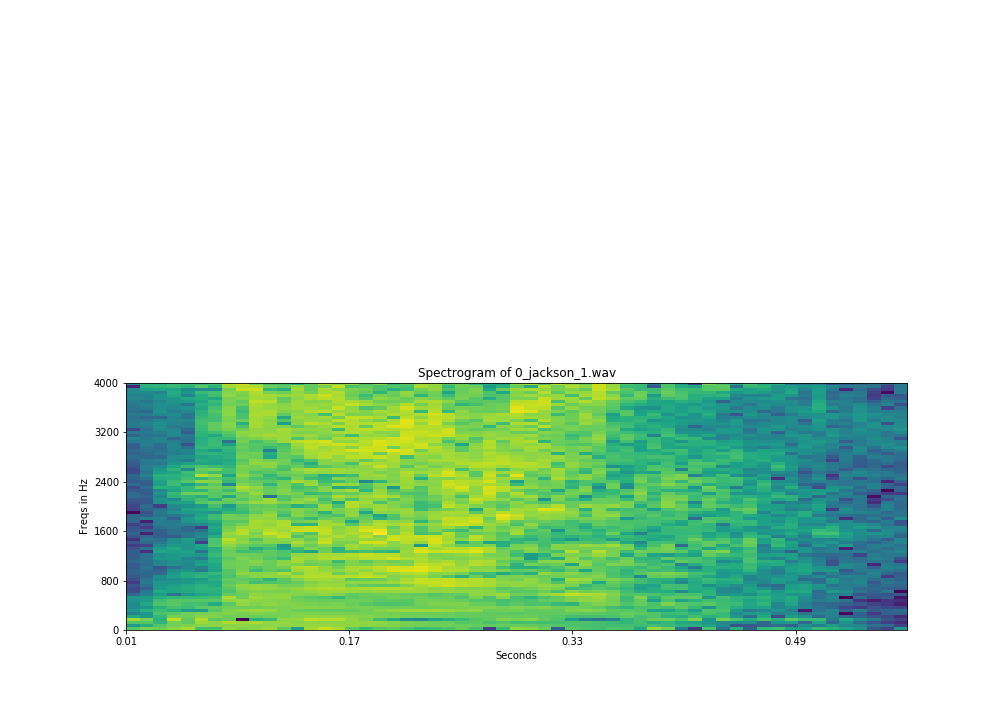 Spectrogram of 0_jackson_1.wav
4000
3200
2400
1600
800
0
Freqs in Hz
0.01 0.17 0.33 0.49
Seconds